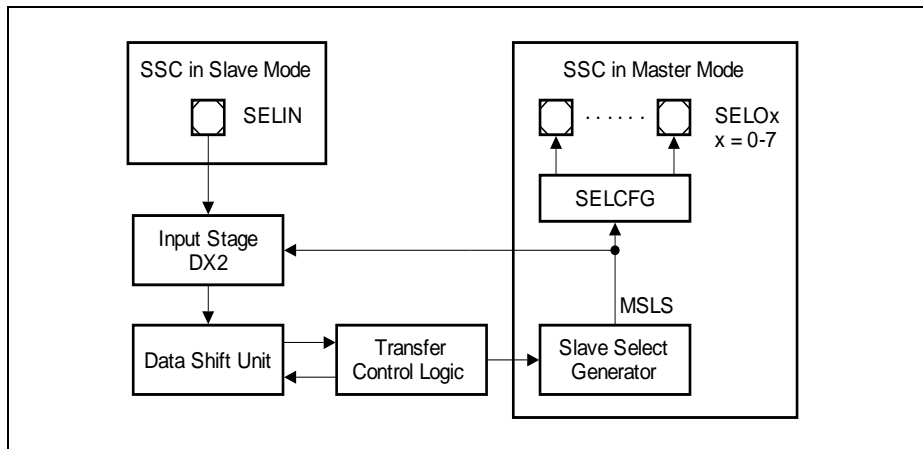 SSC in Slave Mode
SELIN
SSC in Master Mode
. . . . . .
SELOx
x = 0-7
SELCFG
Input Stage
DX2
MSLS
Data Shift Unit
Transfer
Control Logic
Slave Select
Generator